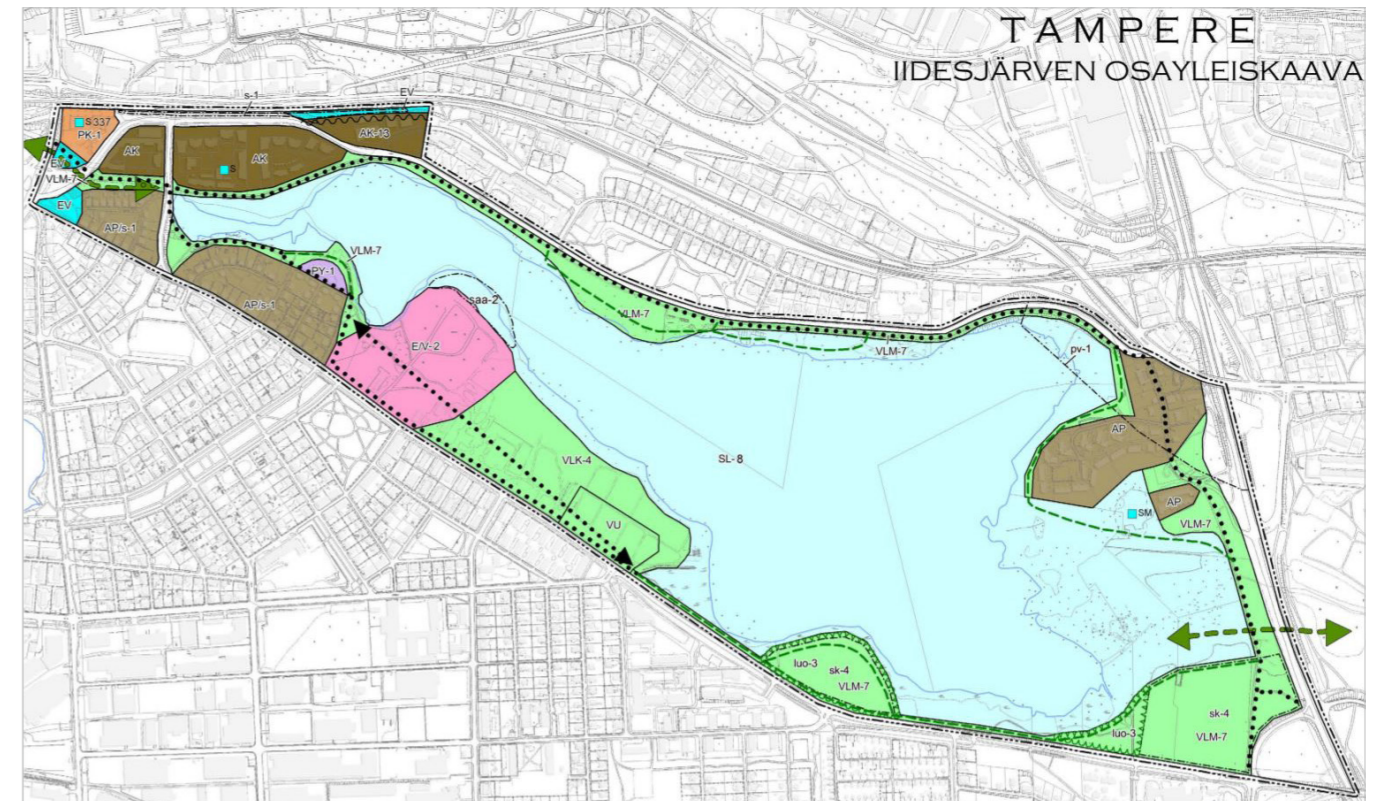 TAMPERE
IIDESJÄRVEN OSAYLEISKAAVA
s-1
EV
S 337
PK-1
AK-13
AK
AK
S
EV
VLM-7
EV
AP/s-1
VLM-7
PY-1
AP/s-1
saa-2
E/V-2
VLM-7
VLM-7
pv-1
AP
VLK-4
SL-8
AP
SM
VU
VLM-7
luo-3
sk-4
VLM-7
sk-4
luo-3
VLM-7